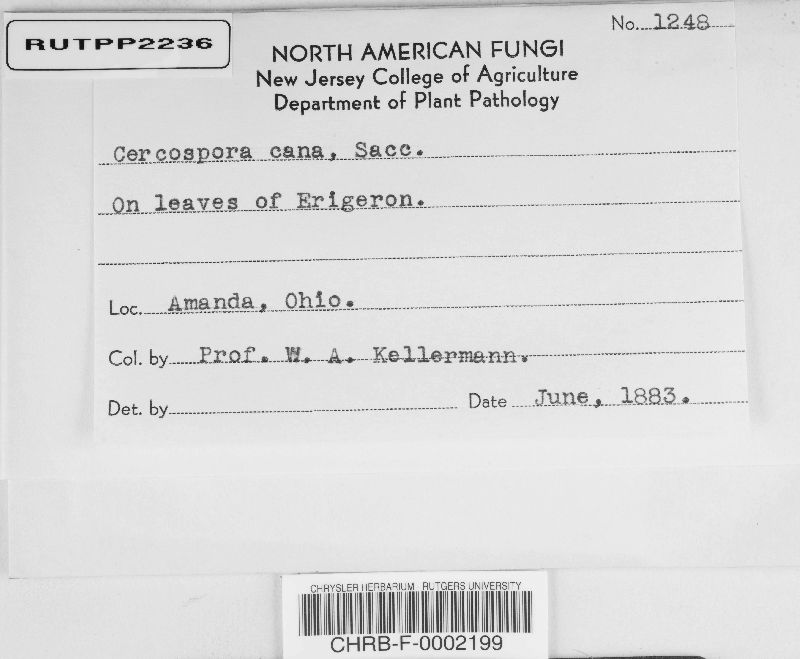 No. 1248
RUTPP2236
NORTH AMERICAN FUNGI
New Jersey College of Agriculture
Department of Plant Pathology
Cercospora cana, Sacc.
On leaves of Erigeron.
Loc. Amanda, Ohio.
Col. by Prof. W. A. Kellermann.
Det. by
Date June, 1883.
CHRYSLER HERBARIUM - RUTGERS UNIVERSITY
CHRB-F-0002199